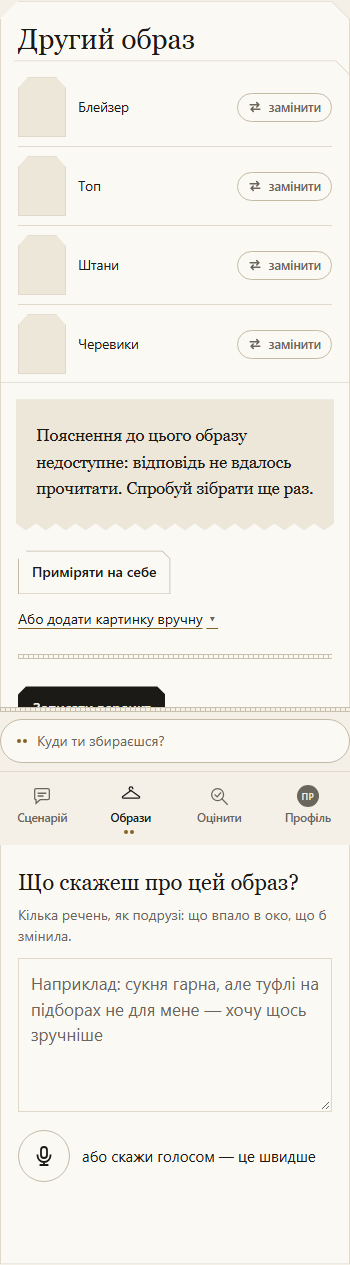 Другий образ
Блейзер
замінити
Топ
замінити
Штани
замінити
Черевики
замінити
Пояснення до цього образу
недоступне: відповідь не вдалось
прочитати. Спробуй зібрати ще раз.
Приміряти на себе
Або додати картинку вручну
Куди ти збираєшся?
Сценарій
Образи
Оцінити
ПР
Профіль
Що скажеш про цей образ?
Кілька речень, як подрузі: що впало в око, що б
змінила.
Наприклад: сукня гарна, але туфлі на
підборах не для мене — хочу щось
зручніше
або скажи голосом — це швидше